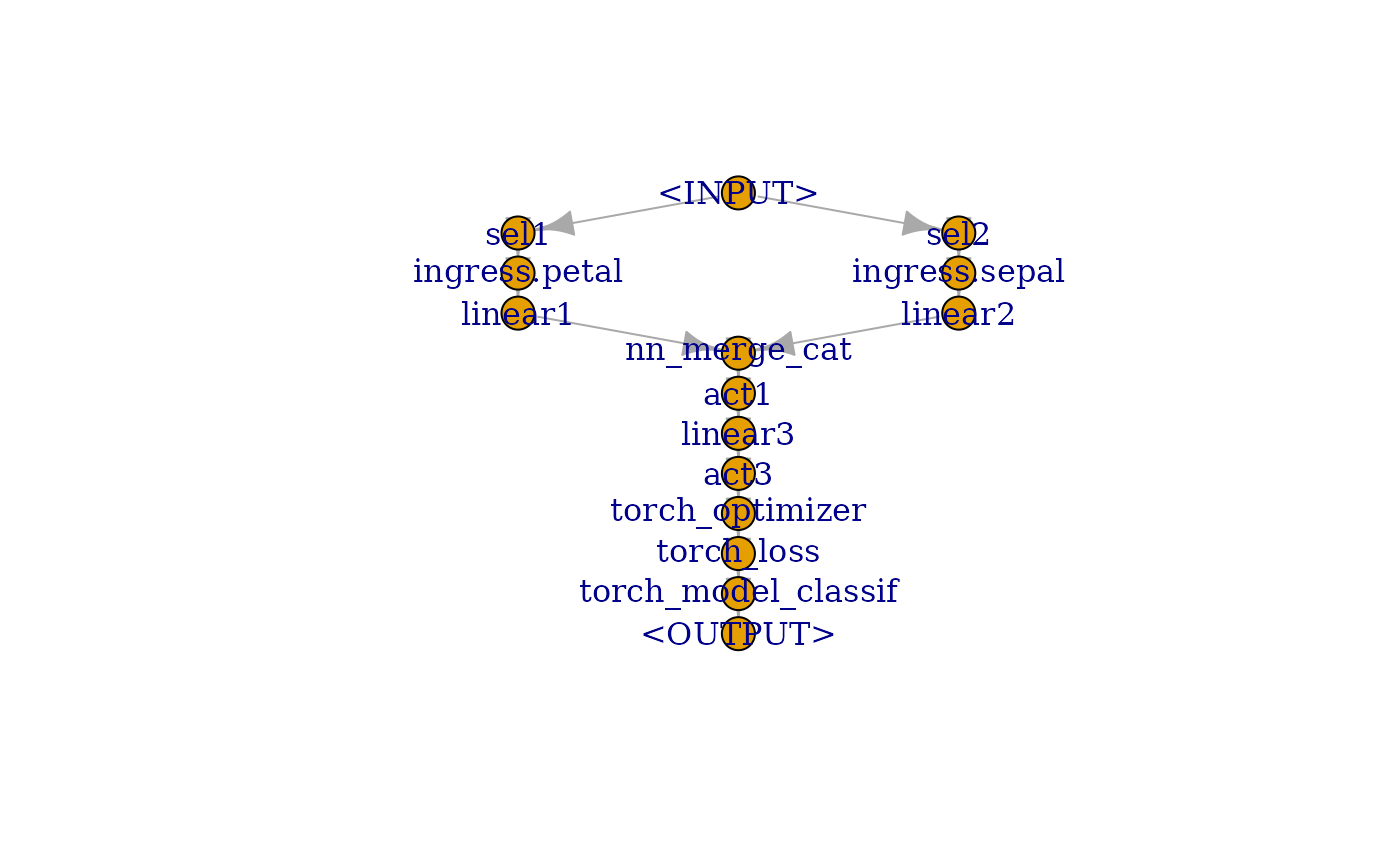 <INPUT>
sel1
sel2
ingress.petal
ingress.sepal
linear1
linear2
nn_merge_cat
act1
linear3
act3
torch_optimizer
torch_loss
torch_model_classif
<OUTPUT>